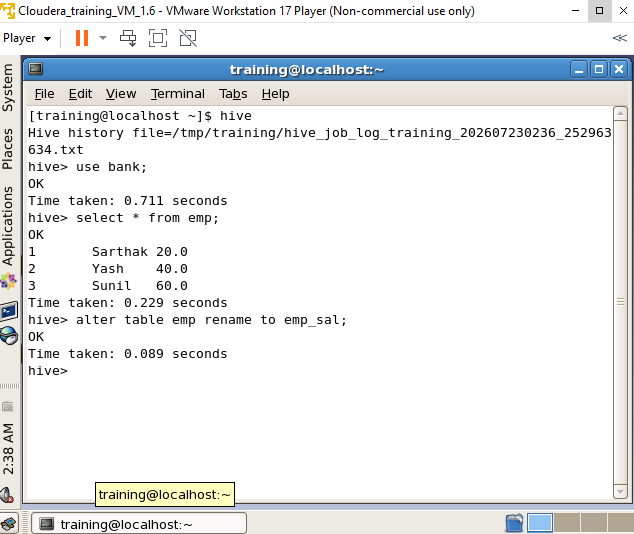 Cloudera_training_VM_1.6 - VMware Workstation 17 Player (Non-commercial use only)
Player
System
Places
Applications
2:38 AM
training@localhost:~
File Edit View Terminal Tabs Help
[training@localhost ~]$ hive
Hive history file=/tmp/training/hive_job_log_training_202607230236_252963
634.txt
hive> use bank;
OK
Time taken: 0.711 seconds
hive> select * from emp;
OK
1 Sarthak 20.0
2 Yash 40.0
3 Sunil 60.0
Time taken: 0.229 seconds
hive> alter table emp rename to emp_sal;
OK
Time taken: 0.089 seconds
hive>
training@localhost:~
training@localhost:~